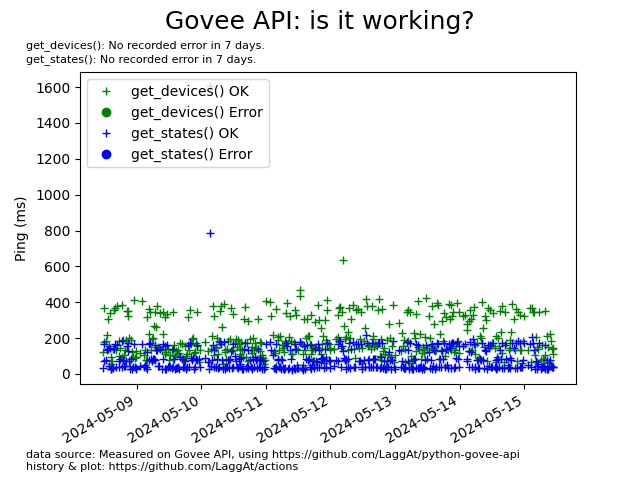 Govee API: is it working?
get_devices(): No recorded error in 7 days.
get_states(): No recorded error in 7 days.
get_devices() OK
get_devices() Error
get_states() OK
get_states() Error
Ping (ms)
1600
1400
1200
1000
800
600
400
200
0
2024-05-09
2024-05-10
2024-05-11
2024-05-12
2024-05-13
2024-05-14
2024-05-15
data source: Measured on Govee API, using https://github.com/LaggAt/python-govee-api
history & plot: https://github.com/LaggAt/actions